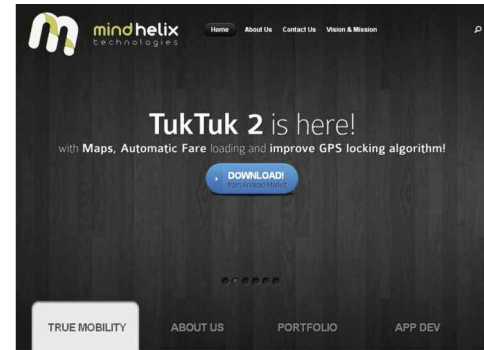 mindhelix
technologies
Home About Us Contact Us Vision & Mission
TukTuk 2 is here!
with Maps, Automatic Fare loading and improve GPS locking algorithm!
DOWNLOAD!
from Android Market
TRUE MOBILITY ABOUT US PORTFOLIO APP DEV